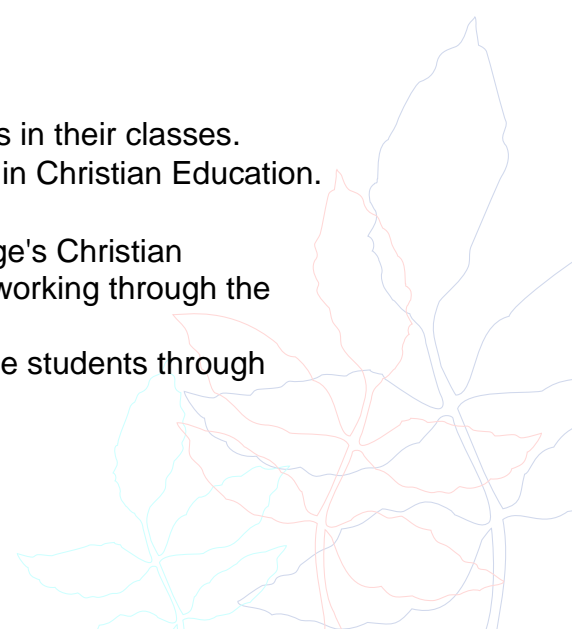 s in their classes.
in Christian Education.
ge's Christian
working through the
e students through